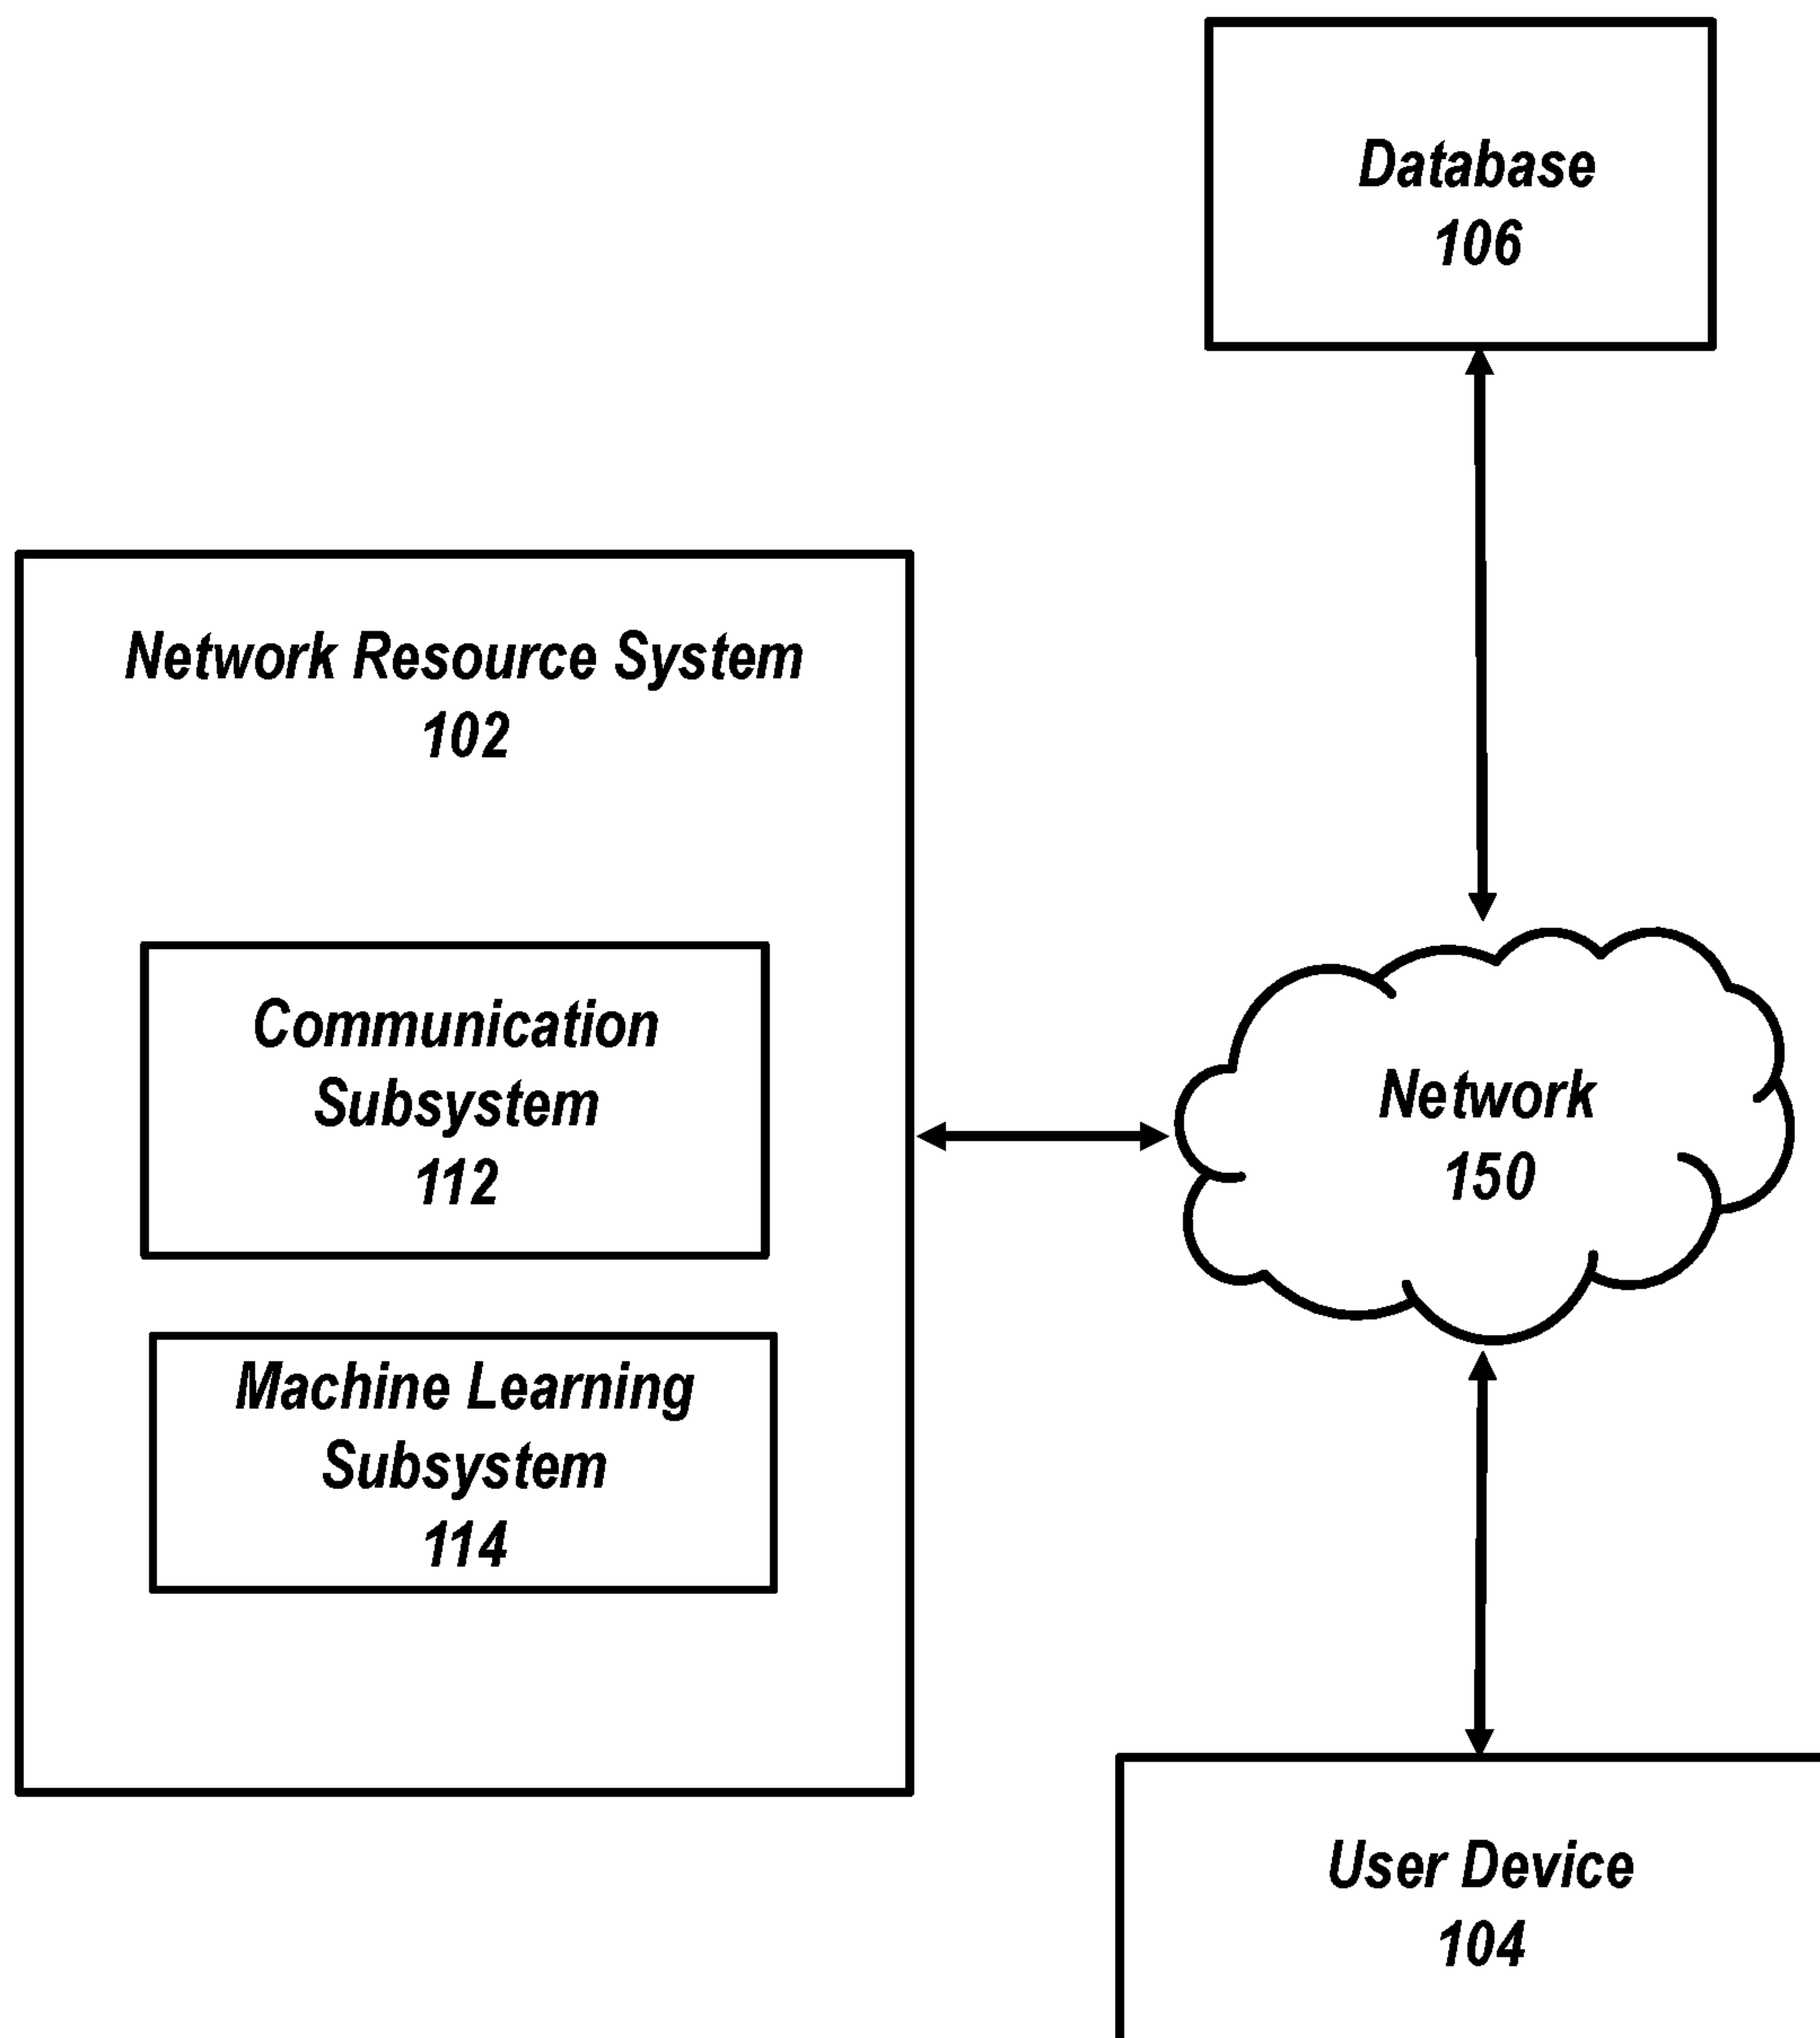 Database
106
Network Resource System
102
Communication
Subsystem
112
Network
150
Machine Learning
Subsystem
114
User Device
104